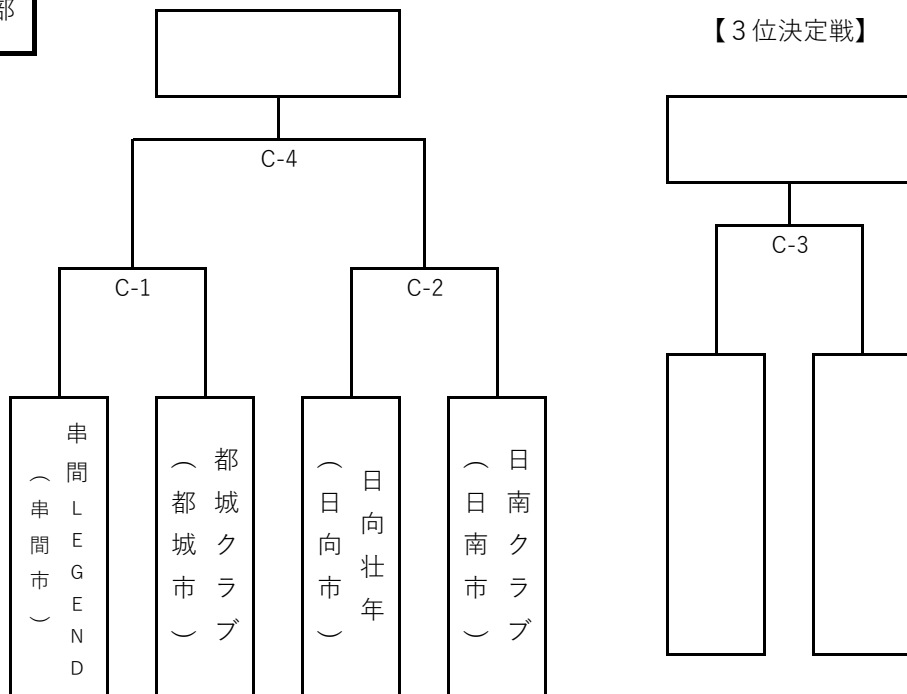 部
【３位決定戦】
C-4
C-3
C-1
C-2
串間LEGEND
（串間市）
都城クラブ
（都城市）
日向壮年
（日向市）
日南クラブ
（日南市）